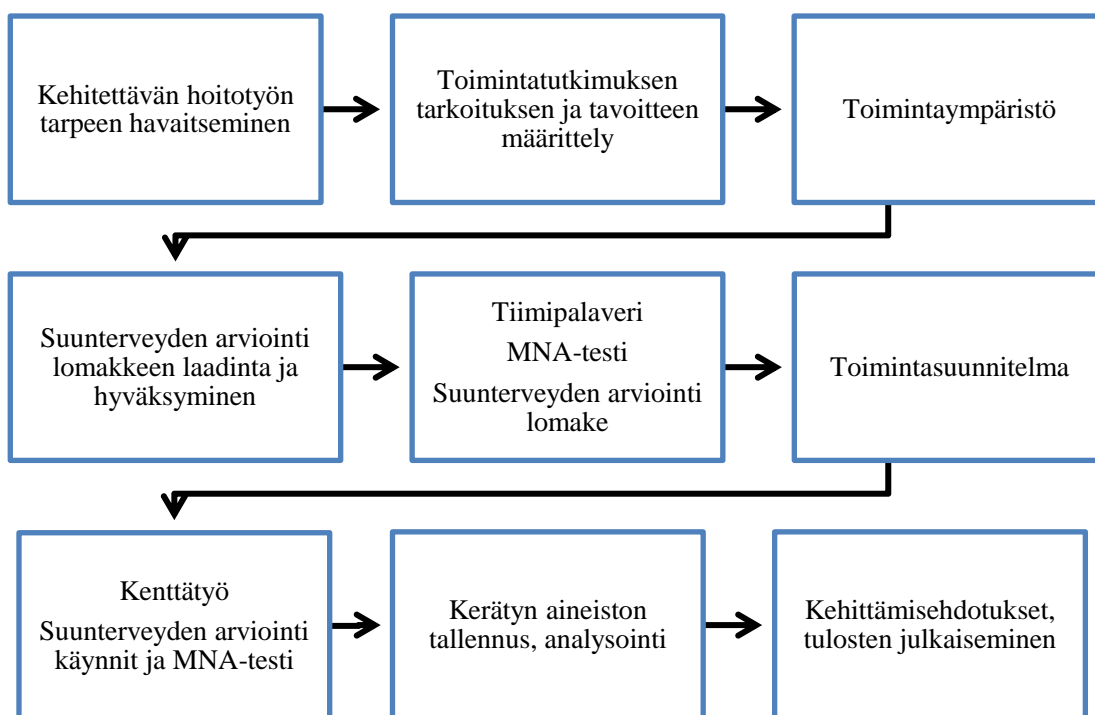 Kehitettävän hoitotyön
tarpeen havaitseminen
Toimintatutkimuksen
tarkoituksen ja tavoitteen
määrittely
Toimintaympäristö
Suunterveyden arviointi
lomakkeen laadinta ja
hyväksyminen
Tiimipalaveri
MNA-testi
Suunterveyden arviointi
lomake
Toimintasuunnitelma
Kenttätyö
Suunterveyden arviointi
käynnit ja MNA-testi
Kerätyn aineiston
tallennus, analysointi
Kehittämisehdotukset,
tulosten julkaiseminen